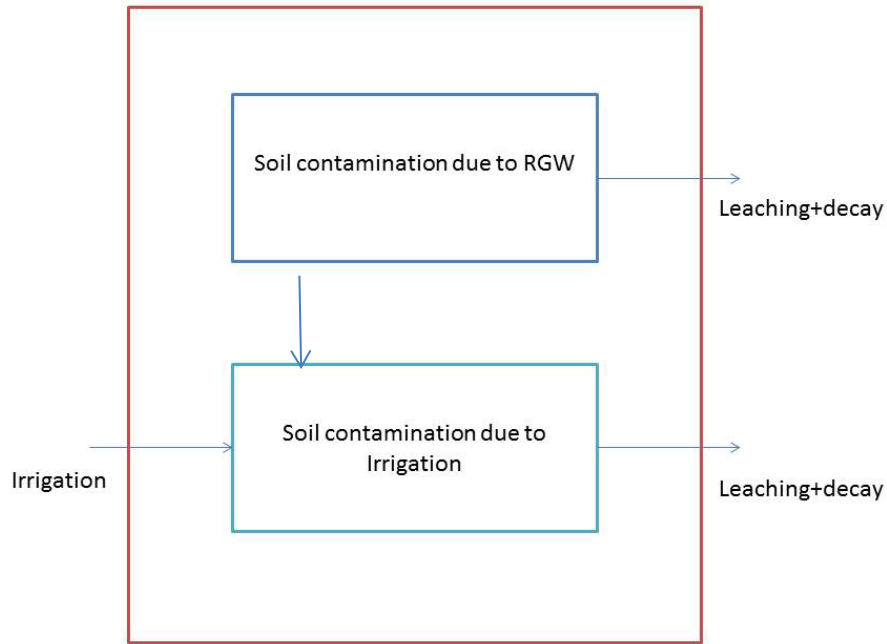 Soil contamination due to RGW
Leaching+decay
Soil contamination due to
Irrigation
Irrigation
Leaching+decay